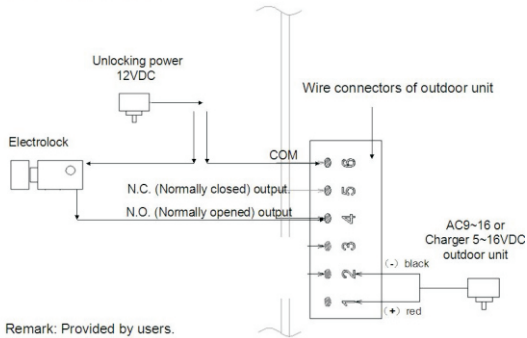 Unlocking power
12VDC
Wire connectors of outdoor unit
Electrolock
COM
N.C. (Normally closed) output
N.O. (Normally opened) output
6
5
4
3
2
1
AC9~16 or
Charger 5~16VDC
outdoor unit
(-) black
(+) red
Remark: Provided by users.